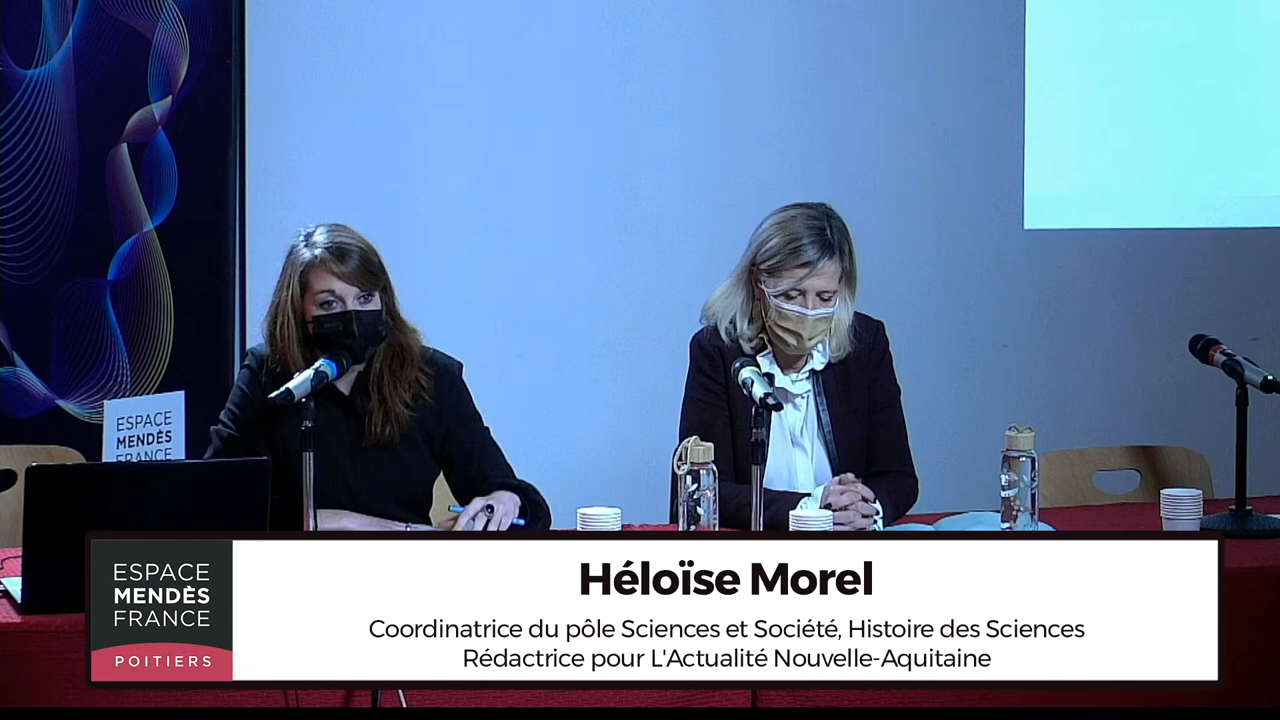 ESPACE
MENDÈS
FRANCE
ESPACE
MENDÈS
FRANCE
POITIERS
Héloïse Morel
Coordinatrice du pôle Sciences et Société, Histoire des Sciences
Rédactrice pour L'Actualité Nouvelle-Aquitaine